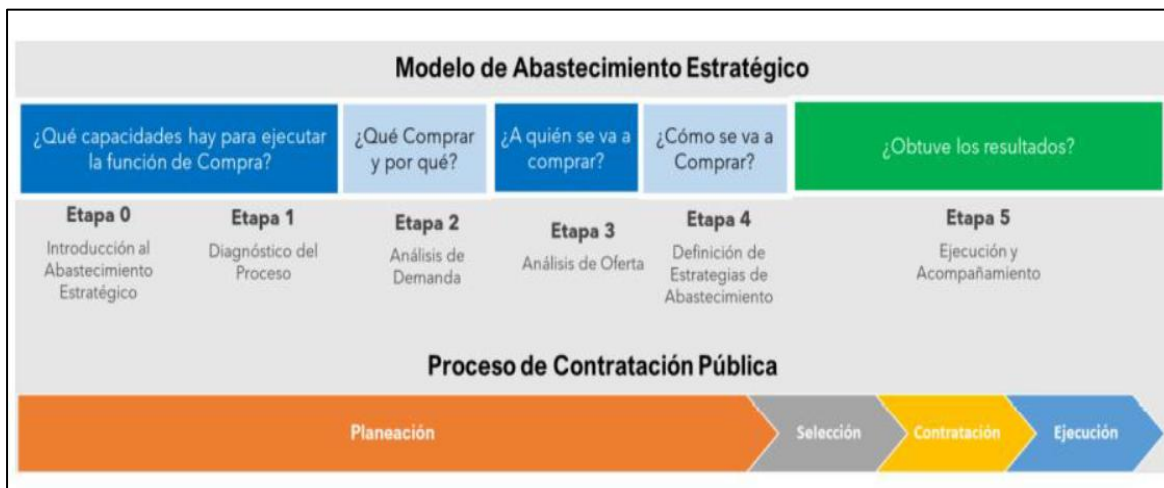 Modelo de Abastecimiento Estratégico
¿Qué capacidades hay para ejecutar
la función de Compra?
¿Qué Comprar
y por qué?
¿A quién se va a
comprar?
¿Cómo se va a
Comprar?
¿Obtuve los resultados?
Etapa 0
Introducción al
Abastecimiento
Estratégico
Etapa 1
Diagnóstico del
Proceso
Etapa 2
Análisis de
Demanda
Etapa 3
Análisis de Oferta
Etapa 4
Definición de
Estrategias de
Abastecimiento
Etapa 5
Ejecución y
Acompañamiento
Proceso de Contratación Pública
Planeación
Selección
Contratación
Ejecución